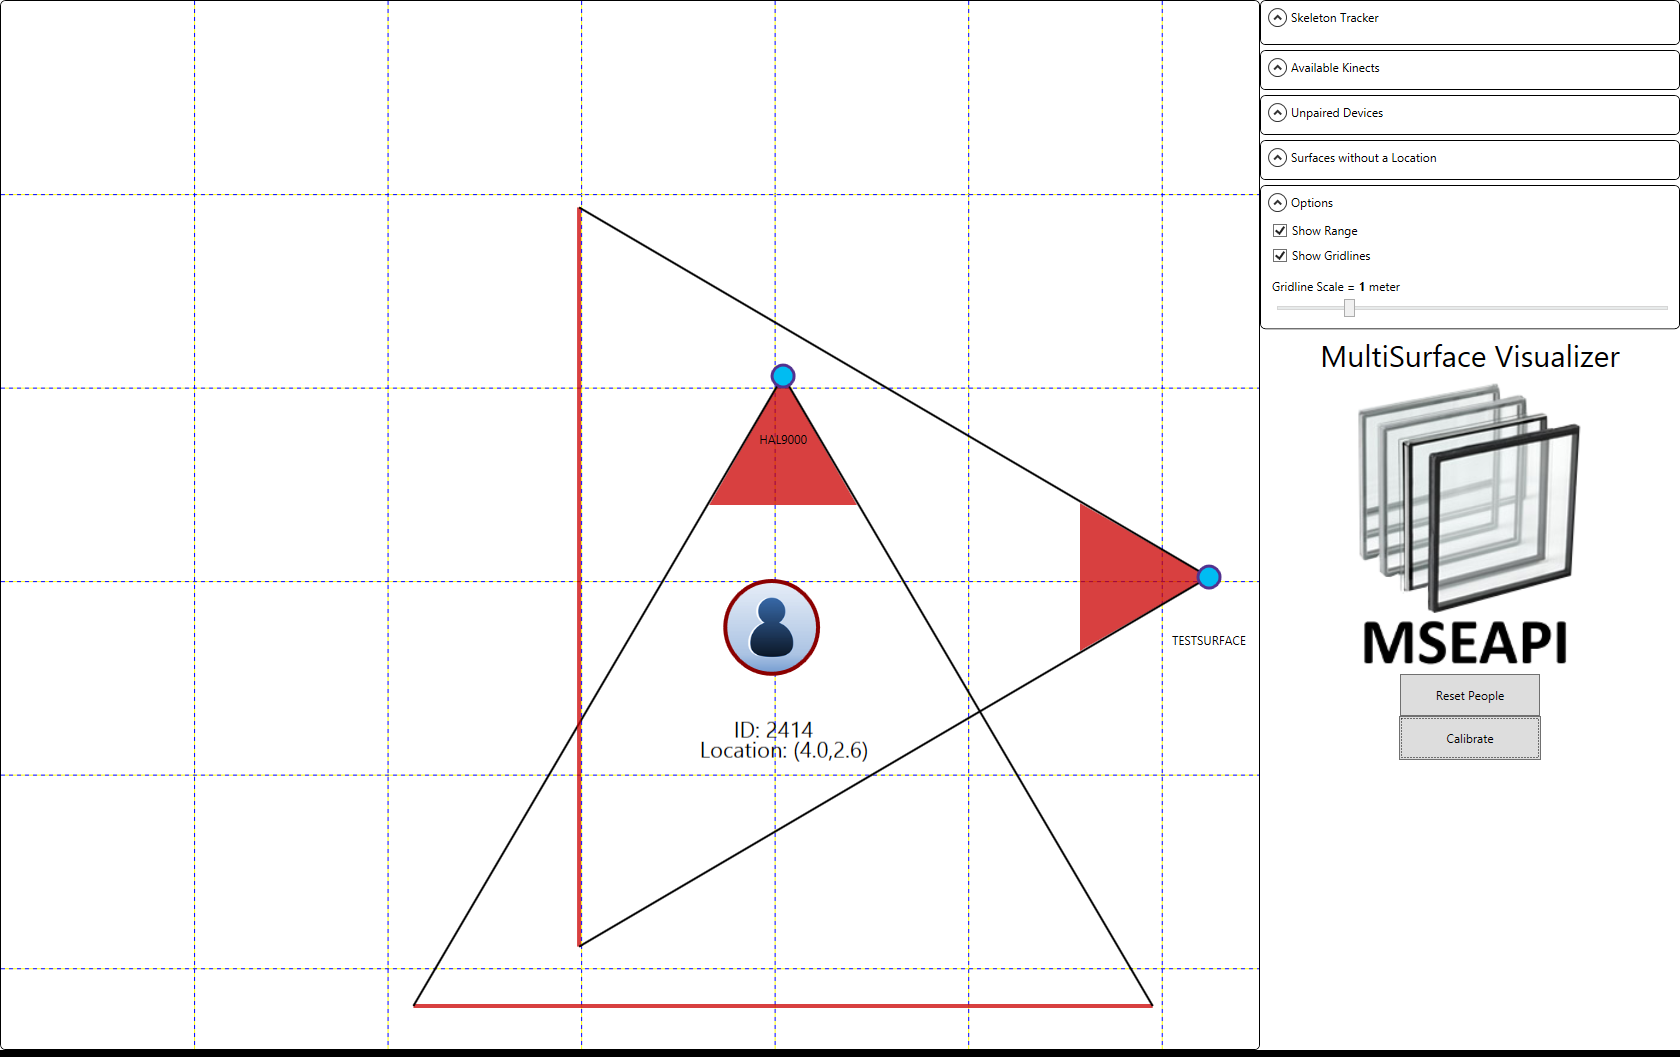 HAL9000
TESTSURFACE
ID: 2414
Location: (4.0,2.6)
Skeleton Tracker
Available Kinects
Unpaired Devices
Surfaces without a Location
Options
Show Range
Show Gridlines
Gridline Scale = 1 meter
MultiSurface Visualizer
MSEAPI
Reset People
Calibrate